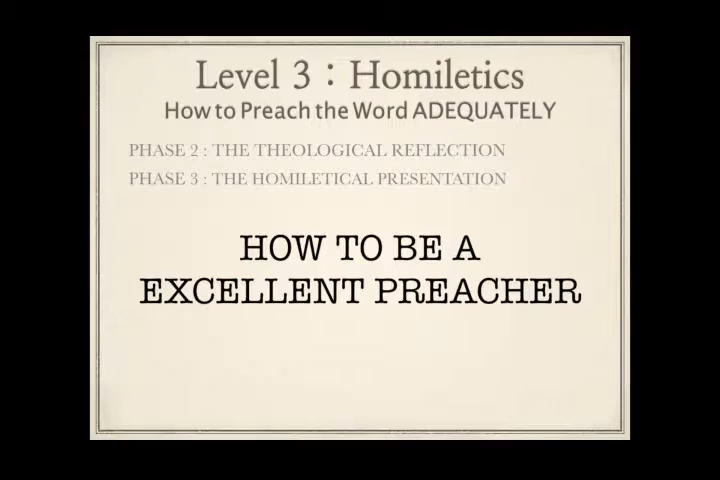 Level 3 : Homiletics
How to Preach the Word ADEQUATELY
PHASE 2 : THE THEOLOGICAL REFLECTION
PHASE 3 : THE HOMILETICAL PRESENTATION
HOW TO BE A
EXCELLENT PREACHER